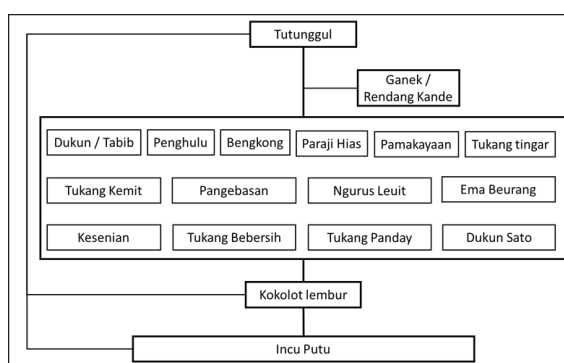 Tutunggul
Ganek /
Rendang Kande
Dukun / Tabib
Penghulu
Bengkong
Paraji Hias
Pamakayaan
Tukang tingar
Tukang Kemit
Pangebasan
Ngurus Leuit
Ema Beurang
Kesenian
Tukang Bebersih
Tukang Panday
Dukun Sato
Kokolot lembur
Incu Putu